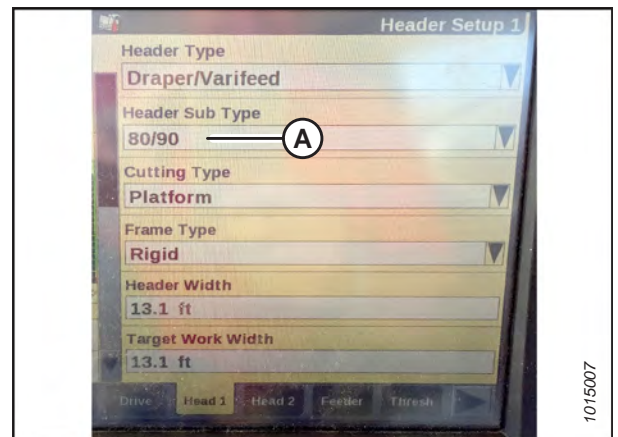 Header Setup 1
Header Type
Draper/Varifeed
Header Sub Type
80/90
A
Cutting Type
Platform
Frame Type
Rigid
Header Width
13.1 ft
Target Work Width
13.1 ft
Drive Head 1 Head 2 Feeder Thresh
1015007